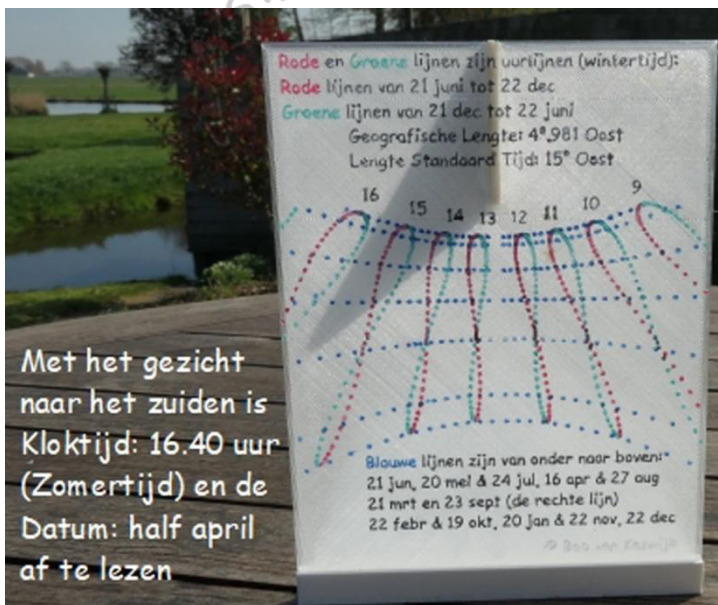 Rode en Groene lijnen zijn uurlijnen (wintertijd):
Rode lijnen van 21 juni tot 22 dec
Groene lijnen van 21 dec tot 22 juni
Geografische Lengte: 4°,981 Oost
Lengte Standaard Tijd: 15° Oost
16 15 14 13 12 11 10 9
Met het gezicht
naar het zuiden is
Kloktijd: 16.40 uur
(Zomertijd) en de
Datum: half april
af te lezen
Blauwe lijnen zijn van onder naar boven:
21 jun, 20 mei & 24 jul, 16 apr & 27 aug
21 mrt en 23 sept (de rechte lijn)
22 febr & 19 okt, 20 jan & 22 nov, 22 dec